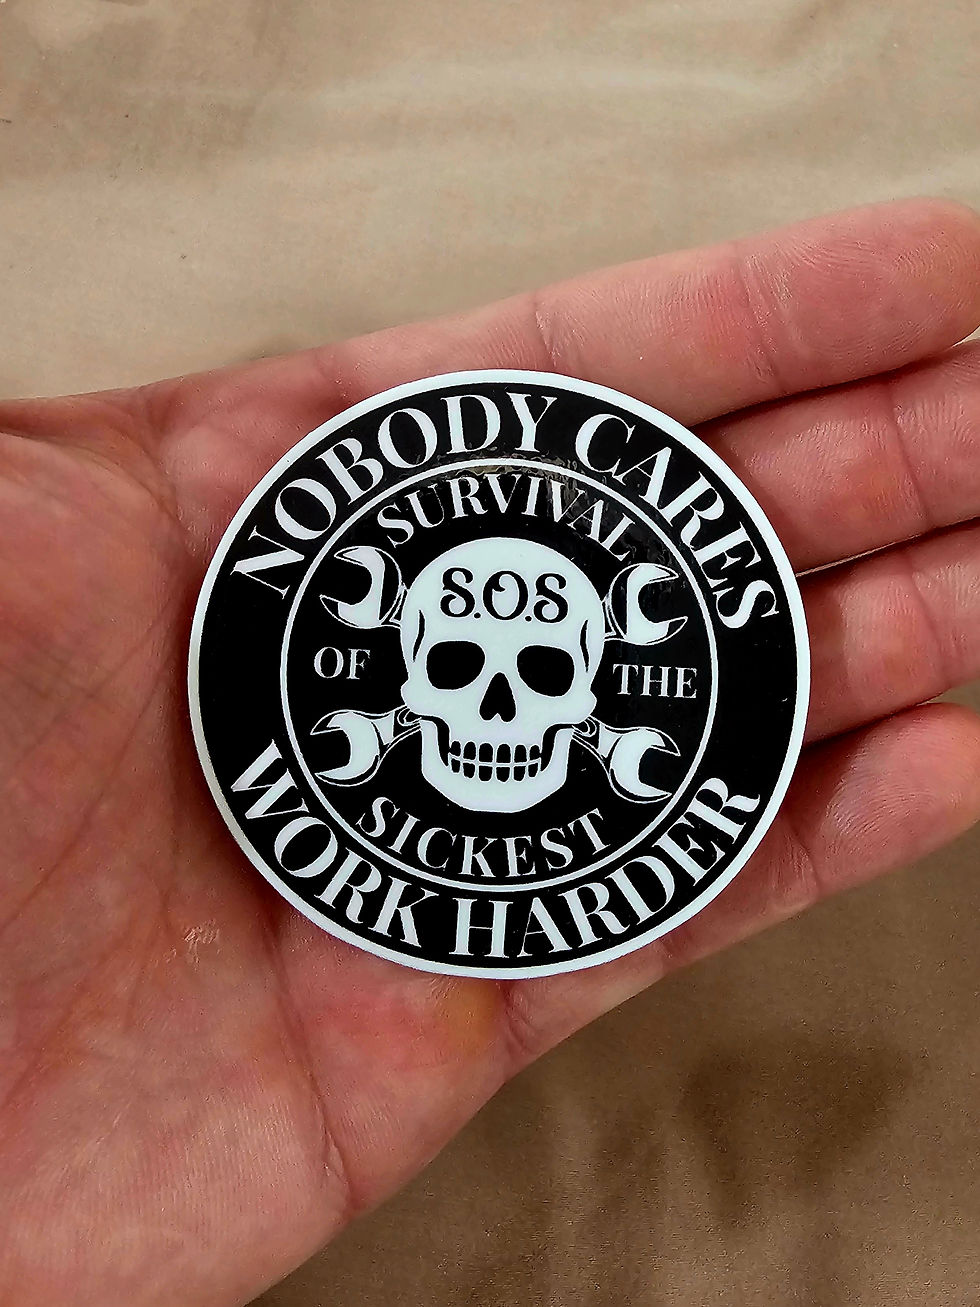 NOBODY CARES
SURVIVAL
S.O.S
OF THE
SICKEST
WORK HARDER